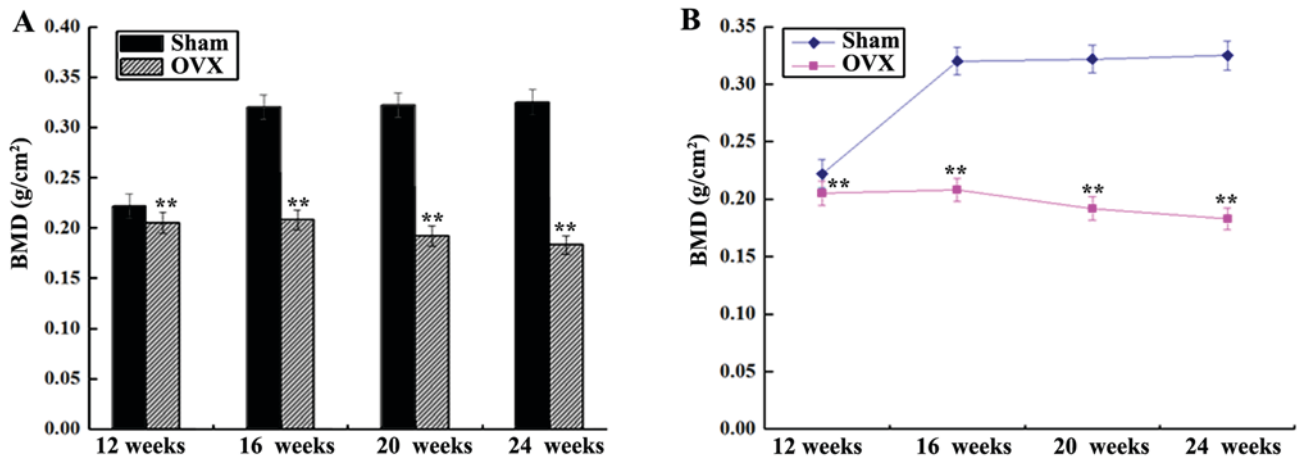 A
0.40
0.35
0.30
0.25
0.20
0.15
0.10
0.05
0.00
BMD (g/cm²)
Sham
OVX
**
**
**
**
12 weeks
16 weeks
20 weeks
24 weeks
B
0.35
0.30
0.25
0.20
0.15
0.10
0.05
0.00
BMD (g/cm²)
Sham
OVX
**
**
**
**
12 weeks
16 weeks
20 weeks
24 weeks